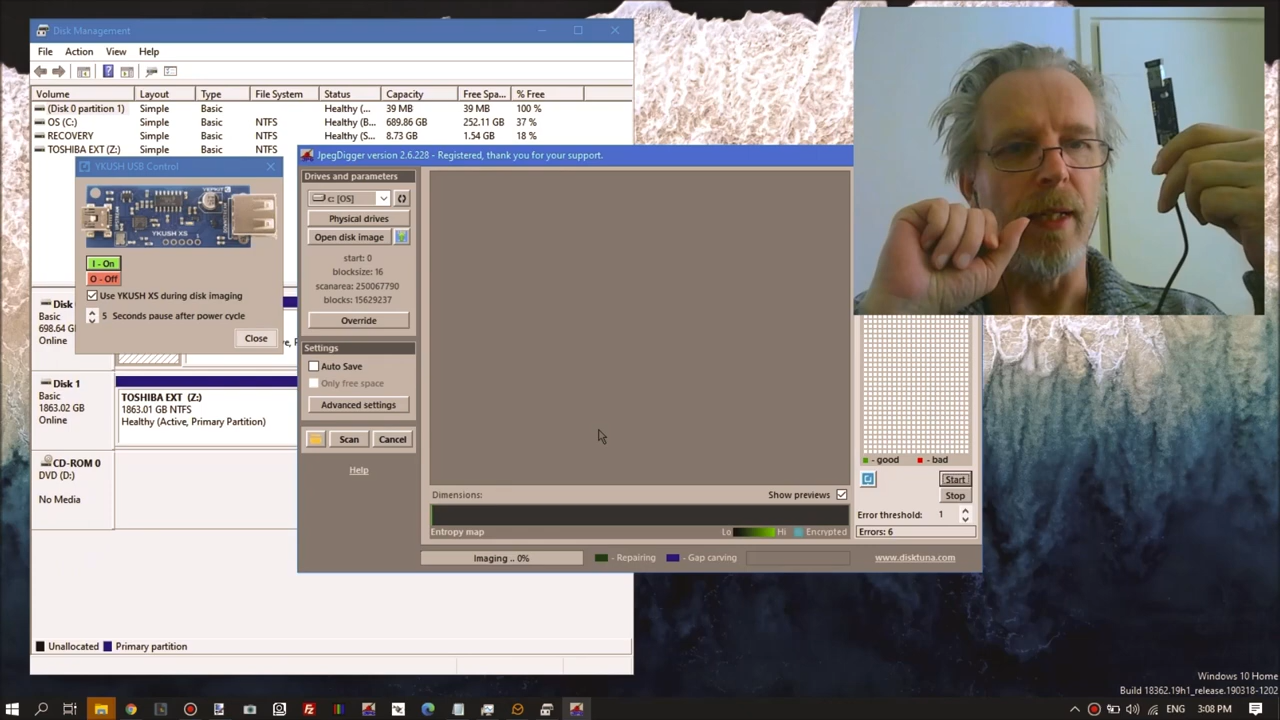 Disk Management
File Action View Help
Volume Layout Type File System Status Capacity Free Spa... % Free
(Disk 0 partition 1) Simple Basic Healthy (... 39 MB 39 MB 100 %
OS (C:) Simple Basic NTFS Healthy (B... 689.86 GB 252.11 GB 37 %
RECOVERY Simple Basic NTFS Healthy (S... 8.73 GB 1.54 GB 18 %
TOSHIBA EXT (Z:) Simple Basic NTFS
YKUSH USB Control
YKUSH XS
I - On
O - Off
Use YKUSH XS during disk imaging
5 Seconds pause after power cycle
Close
Disk
Basic
698.64 G
Online
Disk 1
Basic
1863.02 GB
Online
TOSHIBA EXT (Z:)
1863.01 GB NTFS
Healthy (Active, Primary Partition)
CD-ROM 0
DVD (D:)
No Media
Unallocated Primary partition
JpegDigger version 2.6.228 - Registered, thank you for your support.
Drives and parameters
c: [OS]
Physical drives
Open disk image
start: 0
blocksize: 16
scanarea: 250067790
blocks: 15629237
Override
Settings
Auto Save
Only free space
Advanced settings
Scan Cancel
Help
Dimensions: Show previews
Entropy map Lo Hi Encrypted
Imaging .. 0% - Repairing - Gap carving
- good - bad
Start
Stop
Error threshold: 1
Errors: 6
www.disktuna.com
Windows 10 Home
Build 18362.19h1_release.190318-1202
ENG 3:08 PM